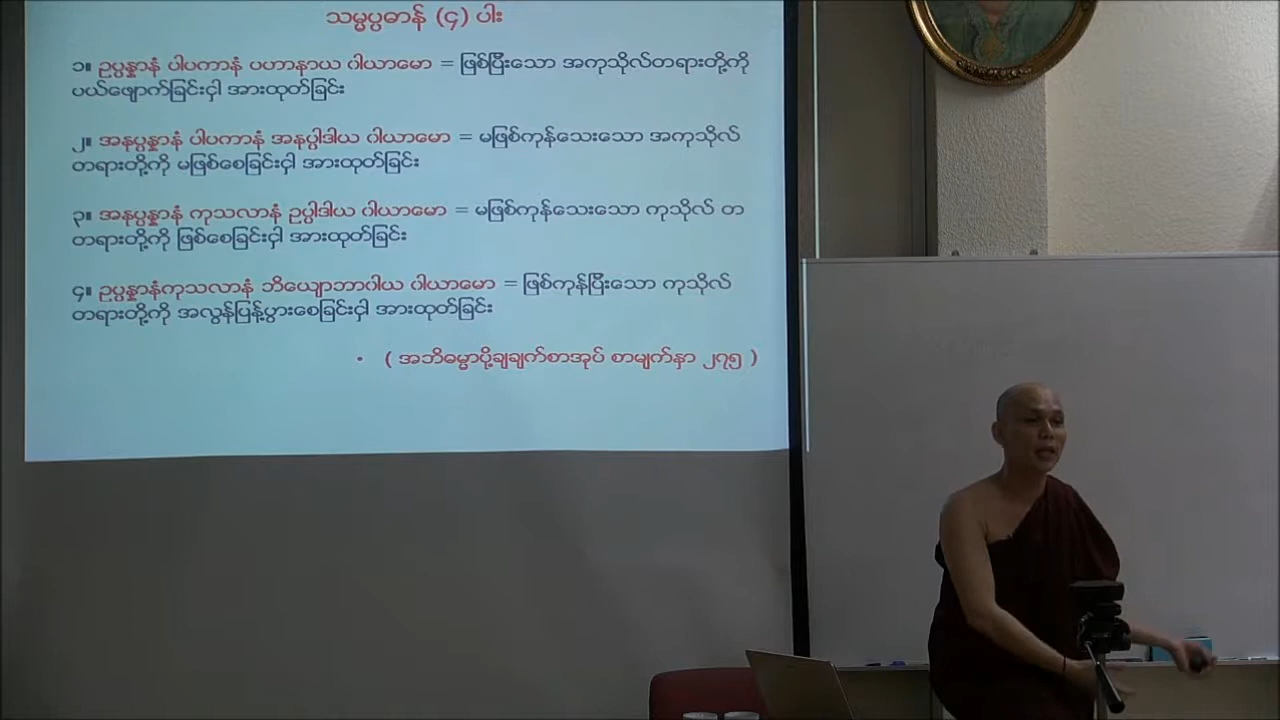 သမ္မပ္ပဓာန် (၄) ပါး
၁။ ဥပ္ပန္နာနံ ပါပကာနံ ပဟာနာယ ဝါယာမော = ဖြစ်ပြီးသော အကုသိုလ်တရားတို့ကို
ပယ်ဖျောက်ခြင်းငှါ အားထုတ်ခြင်း
၂။ အနုပ္ပန္နာနံ ပါပကာနံ အနုပ္ပါဒါယ ဝါယာမော = မဖြစ်ကုန်သေးသော အကုသိုလ်
တရားတို့ကို မဖြစ်စေခြင်းငှါ အားထုတ်ခြင်း
၃။ အနုပ္ပန္နာနံ ကုသလာနံ ဥပ္ပါဒါယ ဝါယာမော = မဖြစ်ကုန်သေးသော ကုသိုလ် တ
တရားတို့ကို ဖြစ်စေခြင်းငှါ အားထုတ်ခြင်း
၄။ ဥပ္ပန္နာနံကုသလာနံ ဘိယျောဘာဝါယ ဝါယာမော = ဖြစ်ကုန်ပြီးသော ကုသိုလ်
တရားတို့ကို အလွန်ပြန့်ပွားစေခြင်းငှါ အားထုတ်ခြင်း
• ( အဘိဓမ္မာပို့ချချက်စာအုပ် စာမျက်နှာ ၂၇၅ )